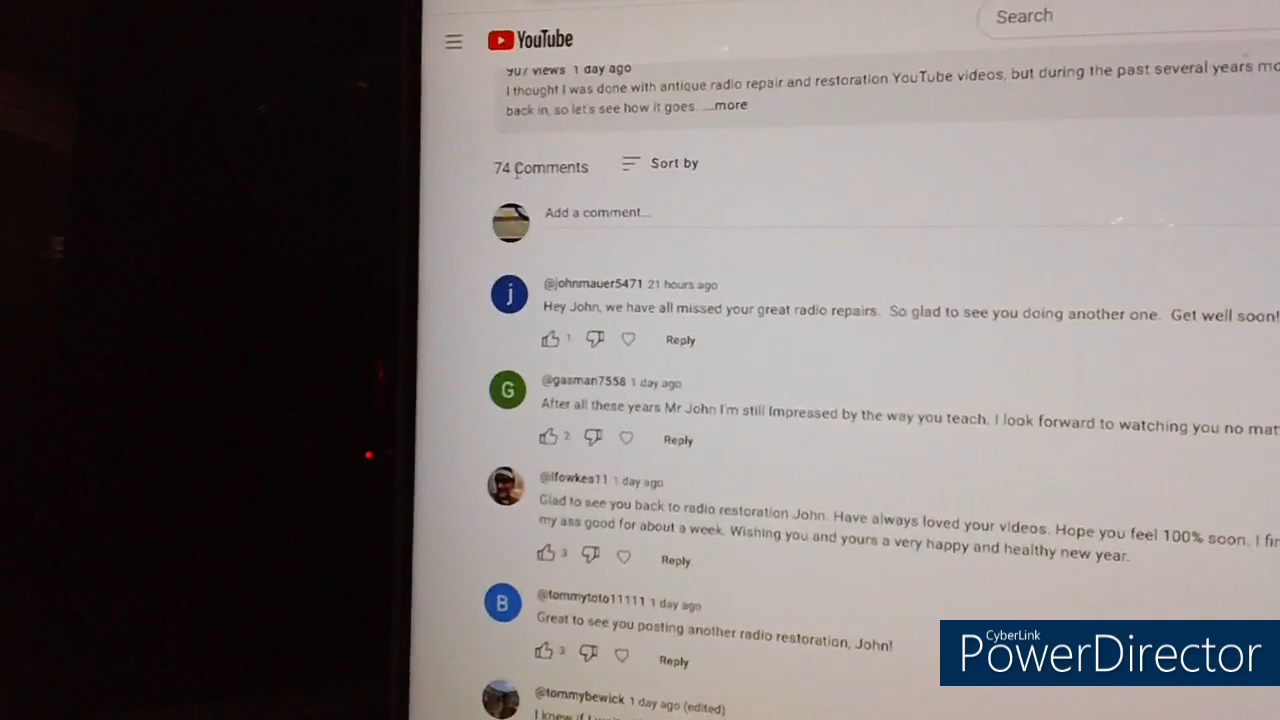 Search
YouTube
907 views 1 day ago
I thought I was done with antique radio repair and restoration YouTube videos, but during the past several years mo
back in, so let's see how it goes. ...more
74 Comments
Sort by
Add a comment...
@johnmauer5471 21 hours ago
Hey John, we have all missed your great radio repairs. So glad to see you doing another one. Get well soon!
1 Reply
@gasman7558 1 day ago
After all these years Mr John I'm still Impressed by the way you teach. I look forward to watching you no mat
2 Reply
@lfowkes11 1 day ago
Glad to see you back to radio restoration John. Have always loved your videos. Hope you feel 100% soon. I fir
my ass good for about a week. Wishing you and yours a very happy and healthy new year.
3 Reply
@tommytoto11111 1 day ago
Great to see you posting another radio restoration, John!
3 Reply
@tommybewick 1 day ago (edited)
I knew if I
CyberLink
PowerDirector